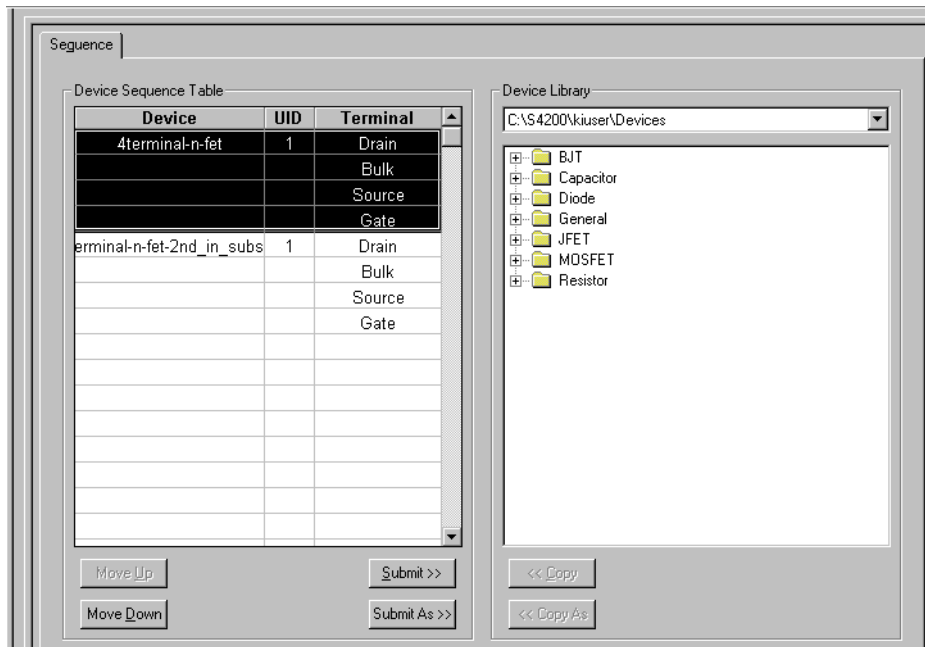 Seguence
Device Sequence Table
Device UID Terminal
4terminal-n-fet 1 Drain
Bulk
Source
Gate
erminal-n-fet-2nd_in_subs 1 Drain
Bulk
Source
Gate
Move Up
Submit >>
Move Down
Submit As >>
Device Library
C:\S4200\kiuser\Devices
BJT
Capacitor
Diode
General
JFET
MOSFET
Resistor
<< Copy
<< Copy As